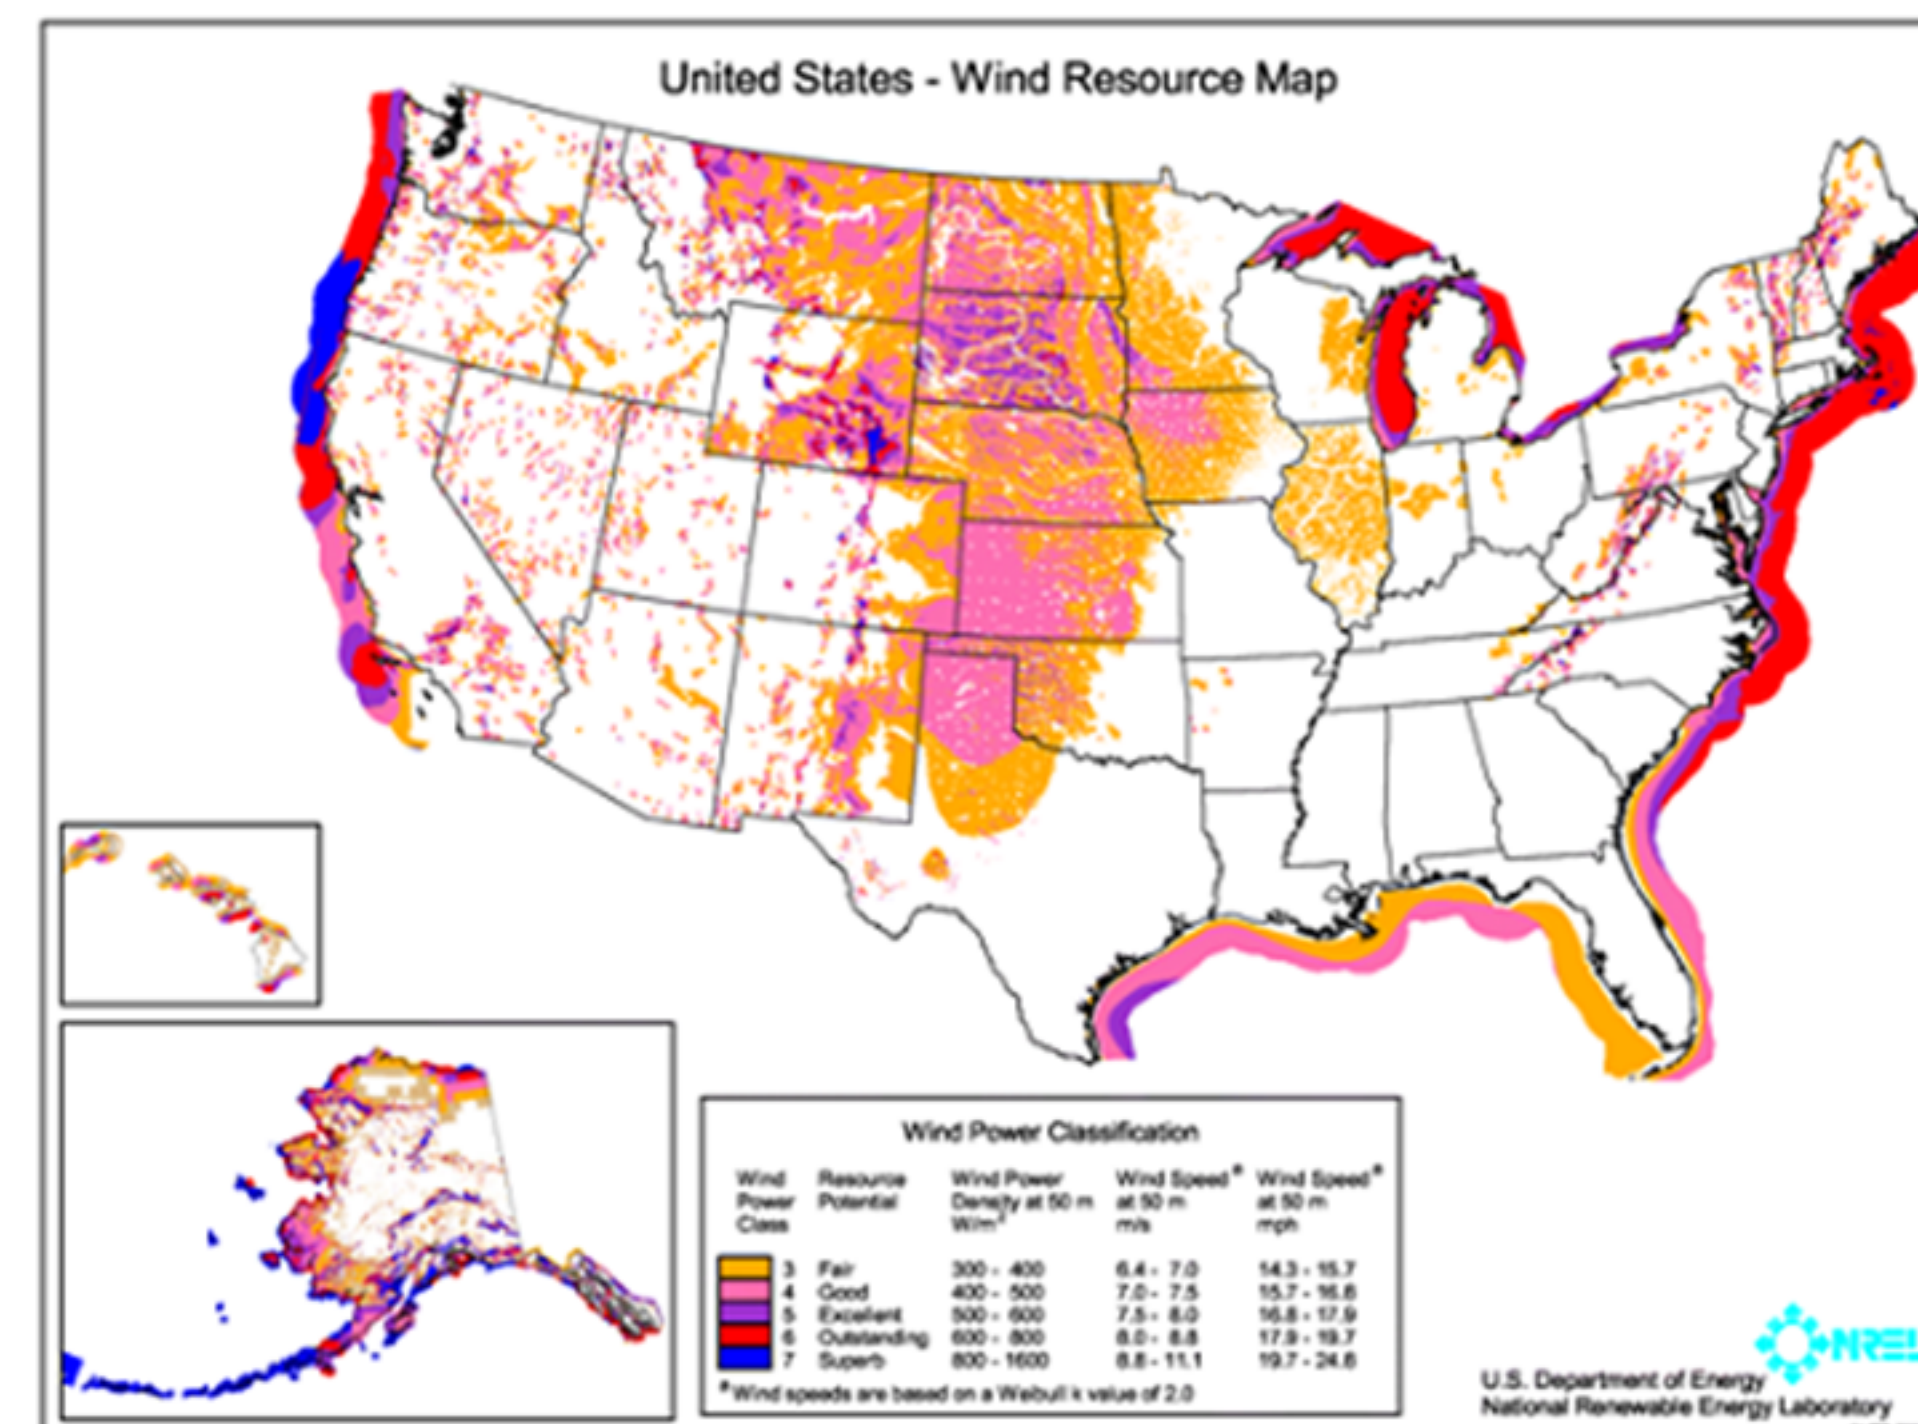 United States - Wind Resource Map
Wind Power Classification
Wind Power Class Resource Potential Wind Power Density at 50 m W/m² Wind Speedª at 50 m m/s Wind Speedª at 50 m mph
3 Fair 300 - 400 6.4 - 7.0 14.3 - 15.7
4 Good 400 - 500 7.0 - 7.5 15.7 - 16.8
5 Excellent 500 - 600 7.5 - 8.0 16.8 - 17.9
6 Outstanding 600 - 800 8.0 - 8.8 17.9 - 19.7
7 Superb 800 - 1600 8.8 - 11.1 19.7 - 24.8
ªWind speeds are based on a Weibull k value of 2.0
NREL
U.S. Department of Energy
National Renewable Energy Laboratory